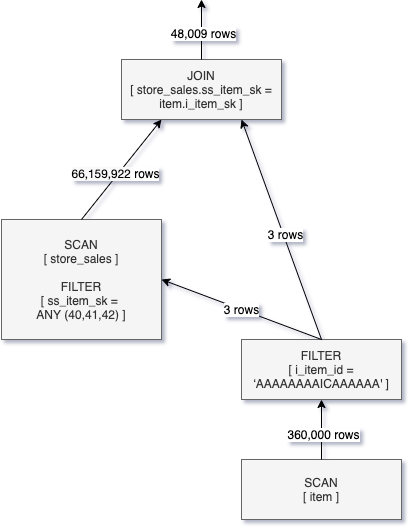 48,009 rows
JOIN
[ store_sales.ss_item_sk =
item.i_item_sk ]
66,159,922 rows
3 rows
SCAN
[ store_sales ]
FILTER
[ ss_item_sk =
ANY (40,41,42) ]
3 rows
FILTER
[ i_item_id =
‘AAAAAAAAICAAAAAA' ]
360,000 rows
SCAN
[ item ]